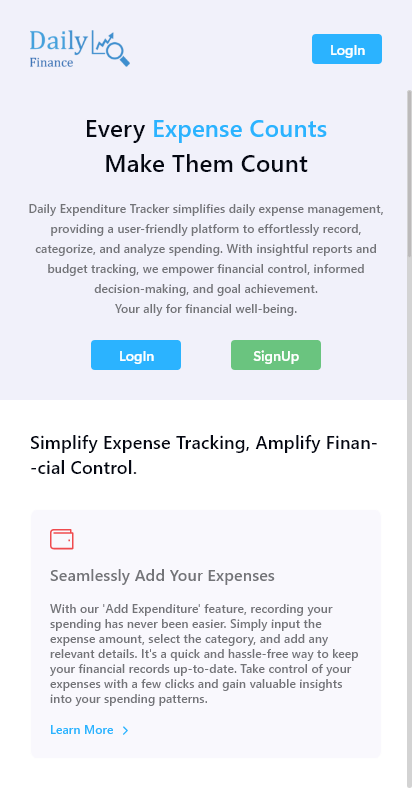 Daily
Finance
LogIn
Every Expense Counts
Make Them Count
Daily Expenditure Tracker simplifies daily expense management,
providing a user-friendly platform to effortlessly record,
categorize, and analyze spending. With insightful reports and
budget tracking, we empower financial control, informed
decision-making, and goal achievement.
Your ally for financial well-being.
LogIn
SignUp
Simplify Expense Tracking, Amplify Finan-
-cial Control.
Seamlessly Add Your Expenses
With our 'Add Expenditure' feature, recording your
spending has never been easier. Simply input the
expense amount, select the category, and add any
relevant details. It's a quick and hassle-free way to keep
your financial records up-to-date. Take control of your
expenses with a few clicks and gain valuable insights
into your spending patterns.
Learn More